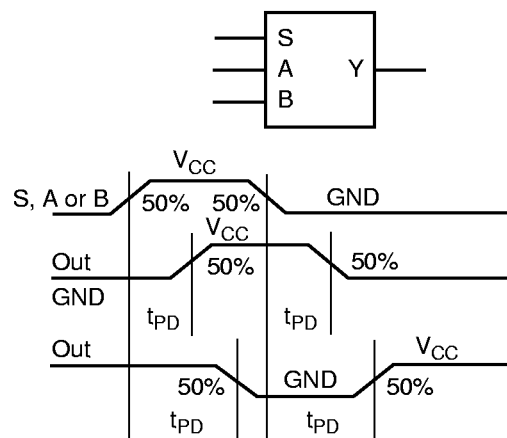 S
A Y
B
VCC
S, A or B 50% 50% GND
VCC
Out 50% 50%
GND
tPD tPD
Out VCC
50% GND 50%
tPD tPD